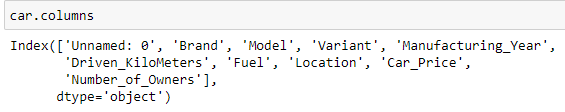 car.columns
Index(['Unnamed: 0', 'Brand', 'Model', 'Variant', 'Manufacturing_Year',
'Driven_KiloMeters', 'Fuel', 'Location', 'Car_Price',
'Number_of_Owners'],
dtype='object')